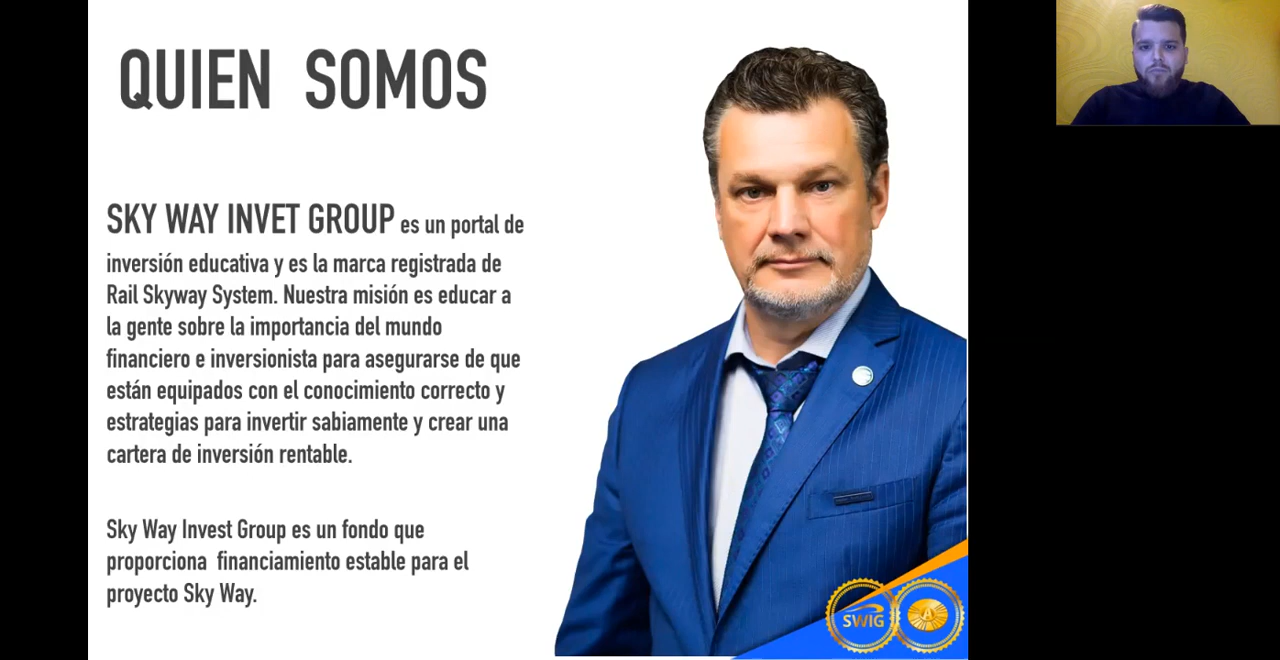 QUIEN SOMOS
SKY WAY INVET GROUP es un portal de
inversión educativa y es la marca registrada de
Rail Skyway System. Nuestra misión es educar a
la gente sobre la importancia del mundo
financiero e inversionista para asegurarse de que
están equipados con el conocimiento correcto y
estrategias para invertir sabiamente y crear una
cartera de inversión rentable.
Sky Way Invest Group es un fondo que
proporciona financiamiento estable para el
proyecto Sky Way.
SWIG
A